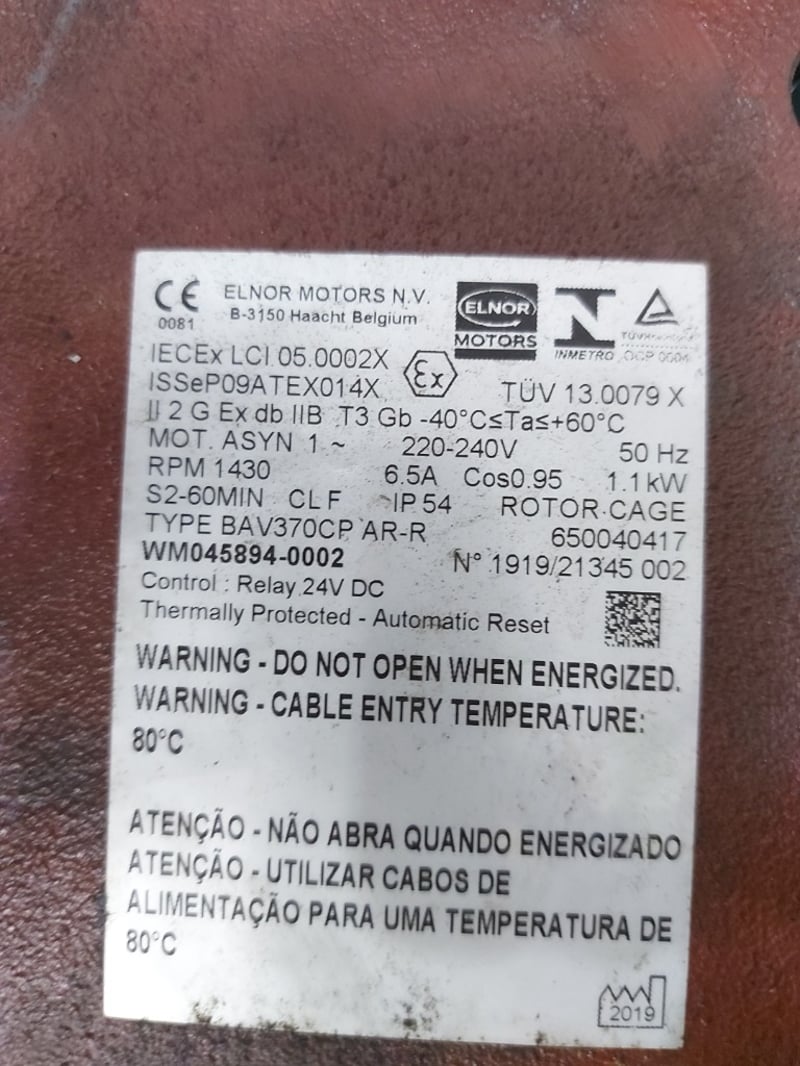 CE ELNOR MOTORS N.V.
0081 B-3150 Haacht Belgium
ELNOR
MOTORS
INMETRO OCP 0004
IECEx LCI 05.0002X
ISSeP09ATEX014X Ex TÜV 13.0079 X
II 2 G Ex db IIB T3 Gb -40°C≤Ta≤+60°C
MOT. ASYN 1 ~ 220-240V 50 Hz
RPM 1430 6.5A Cos0.95 1.1kW
S2-60MIN CL F IP 54 ROTOR CAGE
TYPE BAV370CP AR-R 650040417
WM045894-0002 N° 1919/21345 002
Control : Relay 24V DC
Thermally Protected - Automatic Reset
WARNING - DO NOT OPEN WHEN ENERGIZED.
WARNING - CABLE ENTRY TEMPERATURE:
80°C
ATENÇÃO - NÃO ABRA QUANDO ENERGIZADO
ATENÇÃO - UTILIZAR CABOS DE
ALIMENTAÇÃO PARA UMA TEMPERATURA DE
80°C
2019